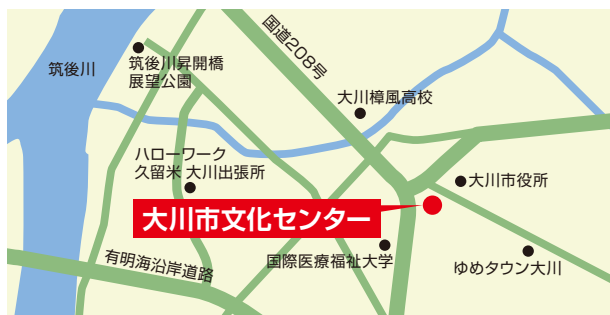 国道208号
筑後川
筑後川昇開橋
展望公園
大川樟風高校
ハローワーク
久留米 大川出張所
大川市役所
大川市文化センター
有明海沿岸道路
国際医療福祉大学
ゆめタウン大川